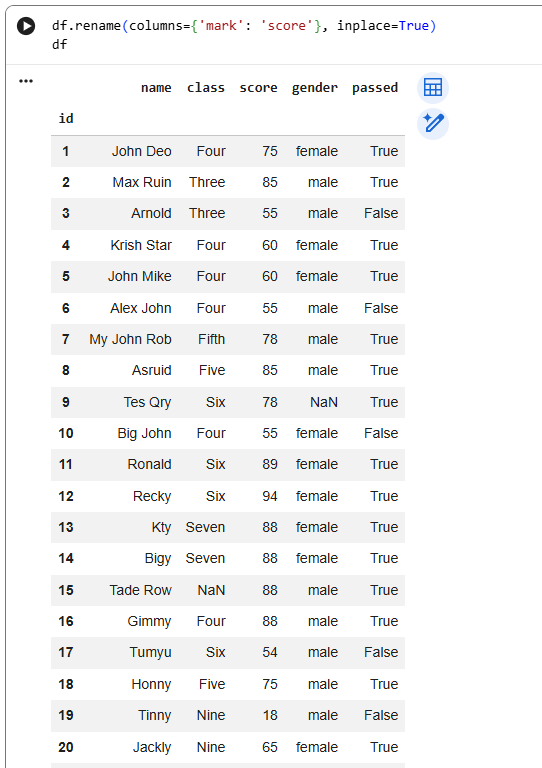 df.rename(columns={'mark': 'score'}, inplace=True)
df
name class score gender passed
id
1 John Deo Four 75 female True
2 Max Ruin Three 85 male True
3 Arnold Three 55 male False
4 Krish Star Four 60 female True
5 John Mike Four 60 female True
6 Alex John Four 55 male False
7 My John Rob Fifth 78 male True
8 Asruid Five 85 male True
9 Tes Qry Six 78 NaN True
10 Big John Four 55 female False
11 Ronald Six 89 female True
12 Recky Six 94 female True
13 Kty Seven 88 female True
14 Bigy Seven 88 female True
15 Tade Row NaN 88 male True
16 Gimmy Four 88 male True
17 Tumyu Six 54 male False
18 Honny Five 75 male True
19 Tinny Nine 18 male False
20 Jackly Nine 65 female True